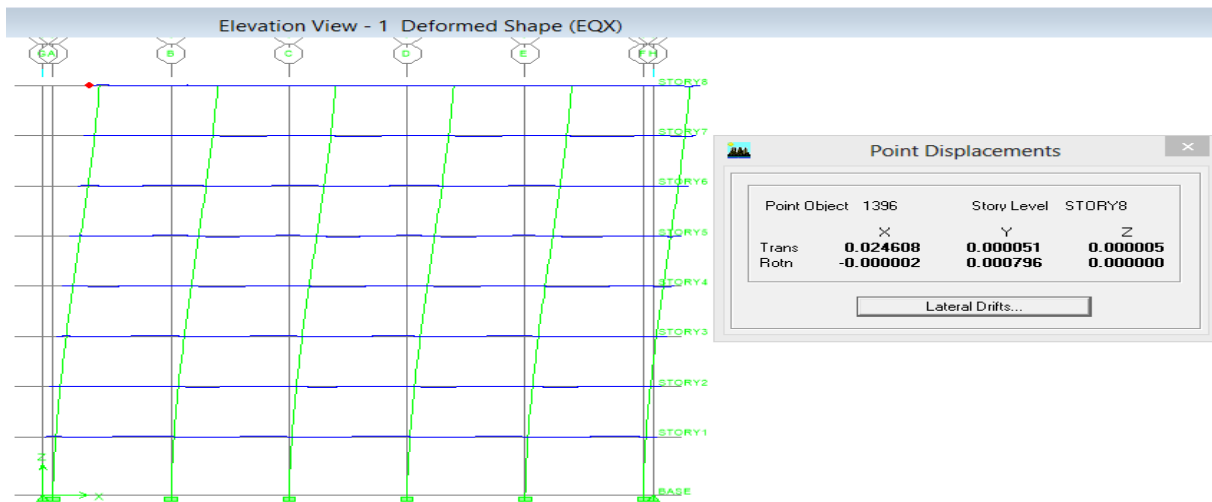 Elevation View - 1 Deformed Shape (EQX)
G A B C D E F H
STORY8
STORY7
STORY6
STORY5
STORY4
STORY3
STORY2
STORY1
Z
X
BASE
Point Displacements
Point Object 1396 Story Level STORY8
X Y Z
Trans 0.024608 0.000051 0.000005
Rotn -0.000002 0.000796 0.000000
Lateral Drifts...